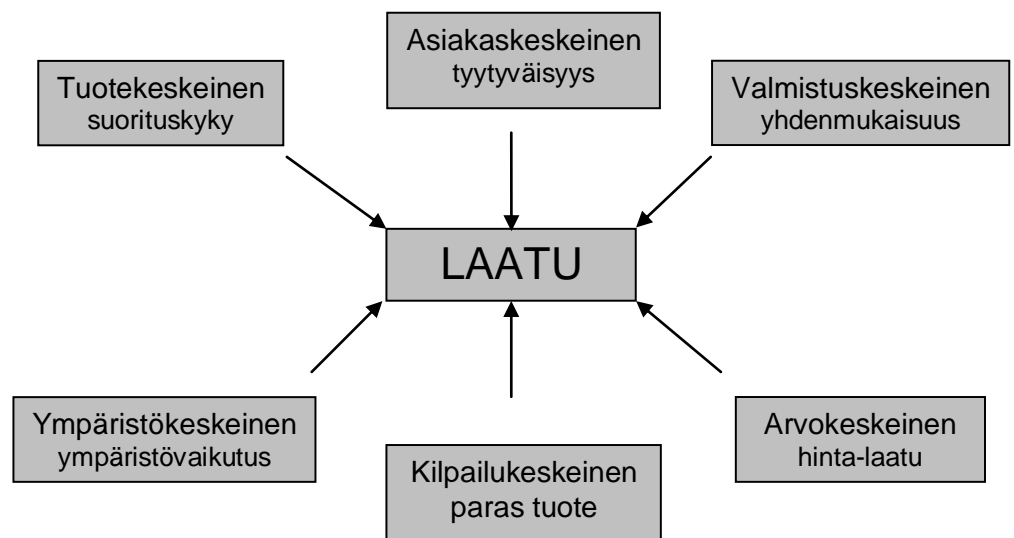 Asiakaskeskeinen
tyytyväisyys
Tuotekeskeinen
suorituskyky
Valmistuskeskeinen
yhdenmukaisuus
LAATU
Ympäristökeskeinen
ympäristövaikutus
Kilpailukeskeinen
paras tuote
Arvokeskeinen
hinta-laatu